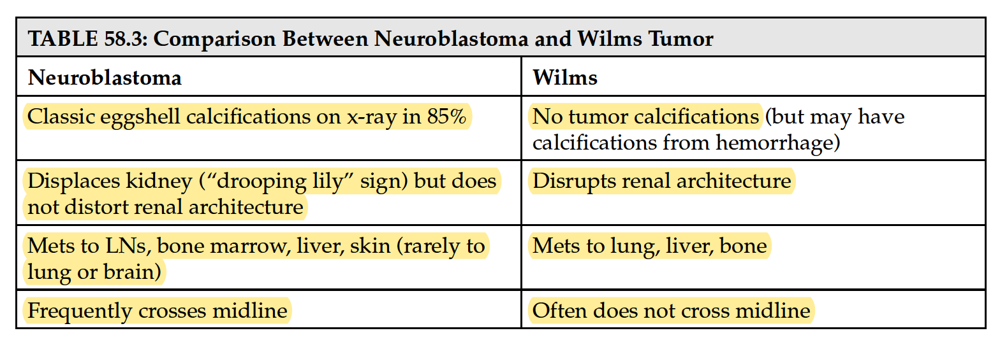 TABLE 58.3: Comparison Between Neuroblastoma and Wilms Tumor
Neuroblastoma
Wilms
Classic eggshell calcifications on x-ray in 85%
No tumor calcifications (but may have
calcifications from hemorrhage)
Displaces kidney (“drooping lily” sign) but does
not distort renal architecture
Disrupts renal architecture
Mets to LNs, bone marrow, liver, skin (rarely to
lung or brain)
Mets to lung, liver, bone
Frequently crosses midline
Often does not cross midline